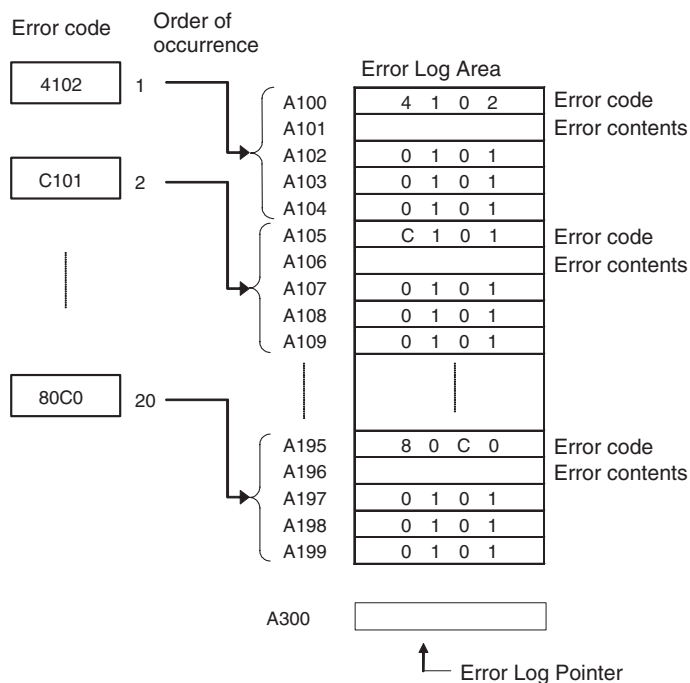 Error code
Order of
occurrence
4102 1
Error Log Area
A100 4 1 0 2 Error code
A101 Error contents
A102 0 1 0 1
C101 2
A103 0 1 0 1
A104 0 1 0 1
A105 C 1 0 1 Error code
A106 Error contents
A107 0 1 0 1
A108 0 1 0 1
A109 0 1 0 1
80C0 20
A195 8 0 C 0 Error code
A196 Error contents
A197 0 1 0 1
A198 0 1 0 1
A199 0 1 0 1
A300
Error Log Pointer